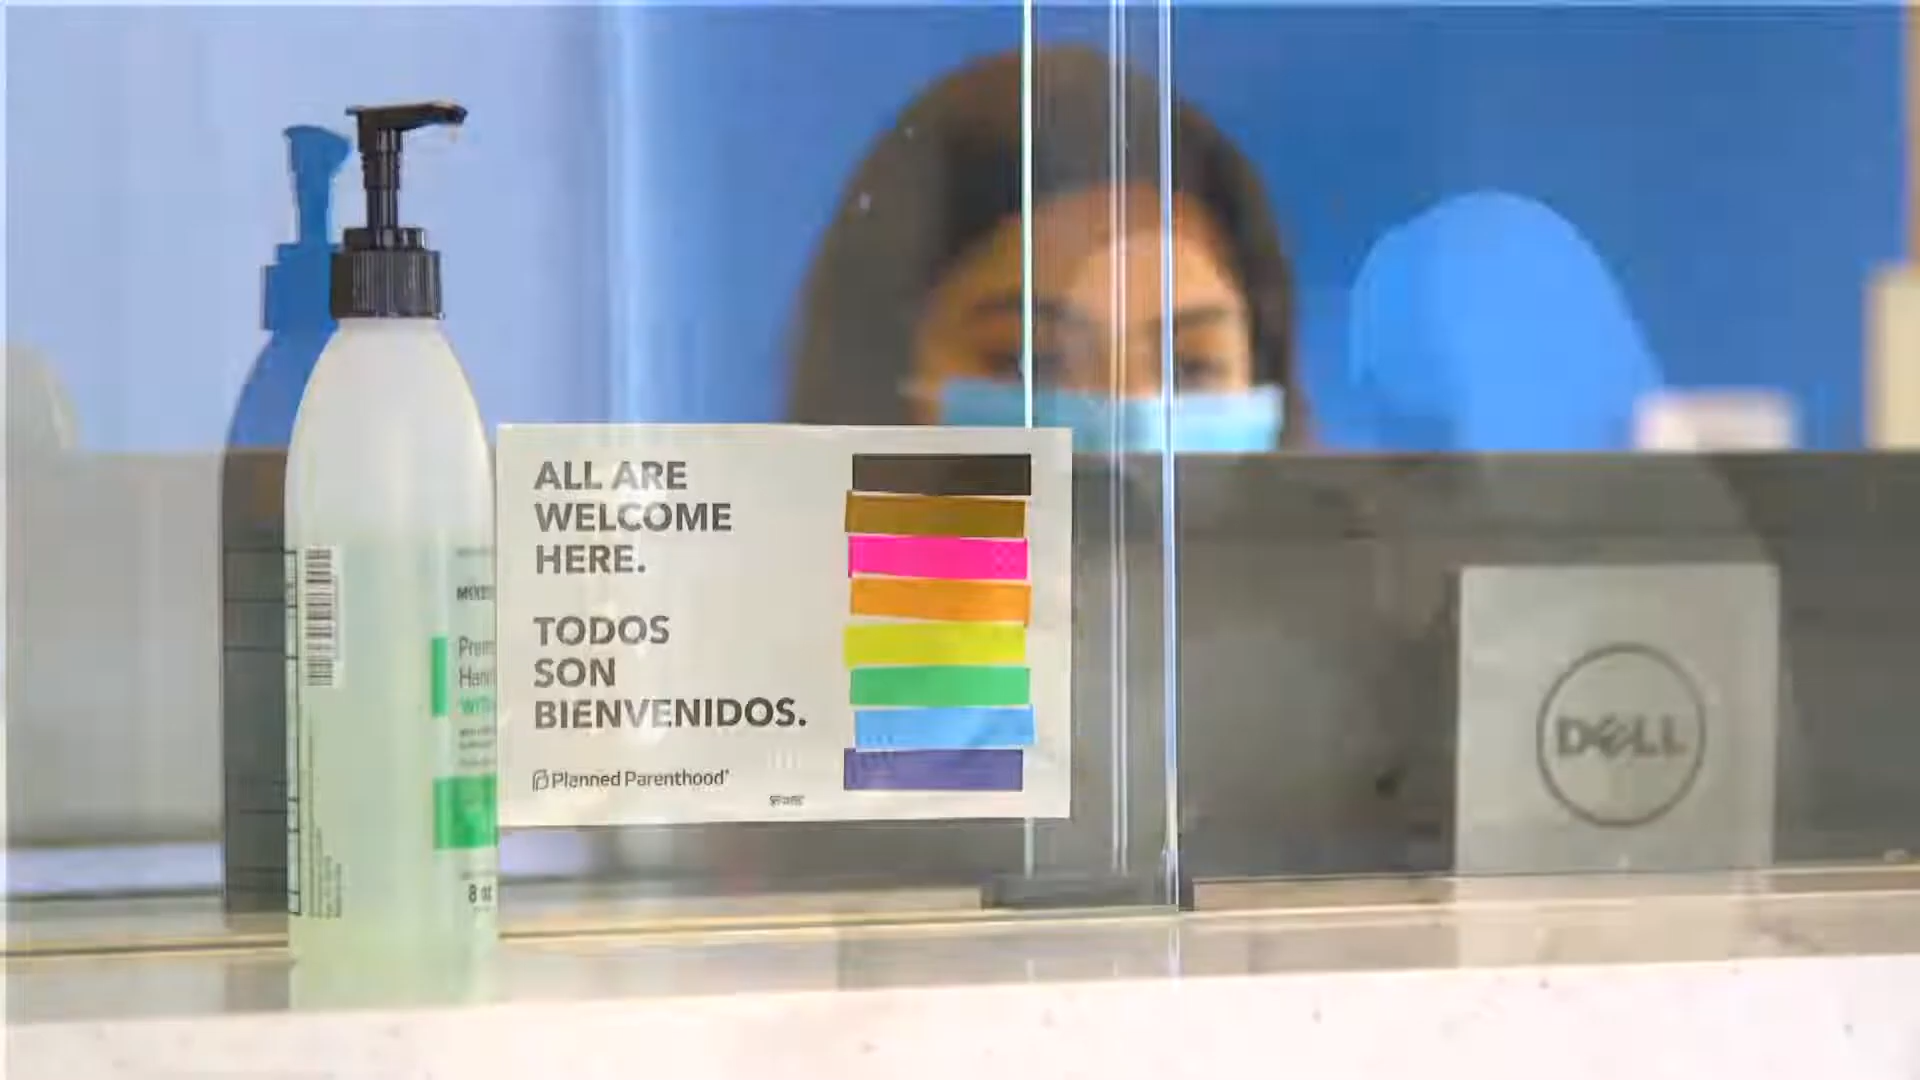 ALL ARE
WELCOME
HERE.
TODOS
SON
BIENVENIDOS.
Planned Parenthood
8 oz
DELL